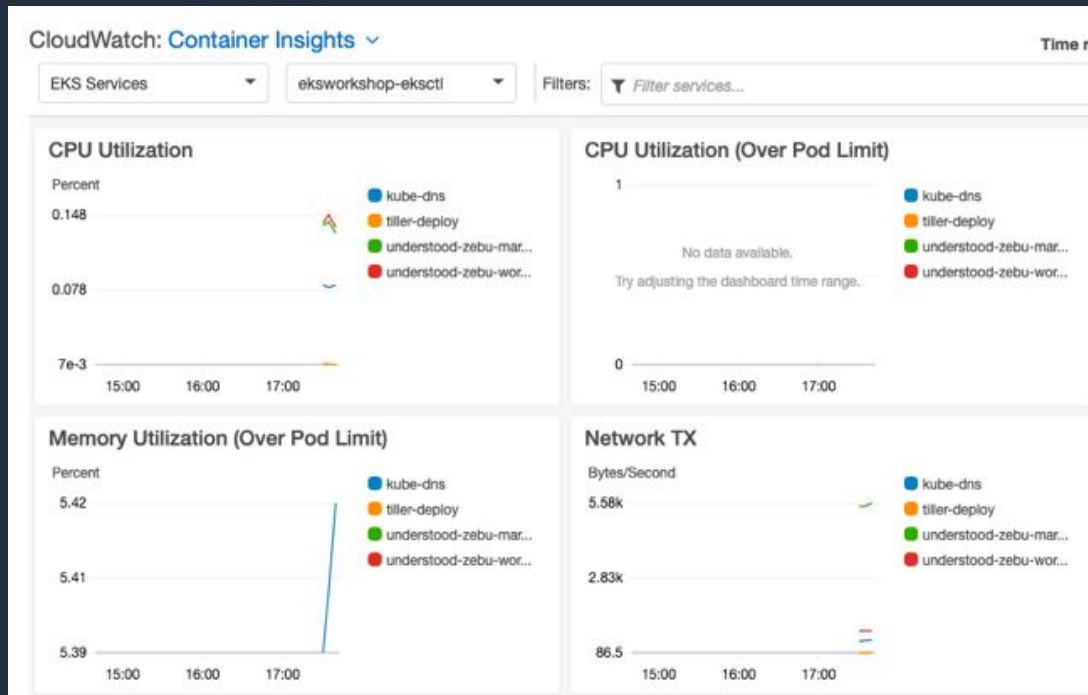 CloudWatch: Container Insights
Time r
EKS Services
eksworkshop-eksctl
Filters:
Filter services...
CPU Utilization
Percent
0.148
0.078
7e-3
15:00 16:00 17:00
kube-dns
tiller-deploy
understood-zebu-mar...
understood-zebu-wor...
CPU Utilization (Over Pod Limit)
1
No data available.
Try adjusting the dashboard time range.
0
15:00 16:00 17:00
kube-dns
tiller-deploy
understood-zebu-mar...
understood-zebu-wor...
Memory Utilization (Over Pod Limit)
Percent
5.42
5.41
5.39
15:00 16:00 17:00
kube-dns
tiller-deploy
understood-zebu-mar...
understood-zebu-wor...
Network TX
Bytes/Second
5.58k
2.83k
86.5
15:00 16:00 17:00
kube-dns
tiller-deploy
understood-zebu-mar...
understood-zebu-wor...